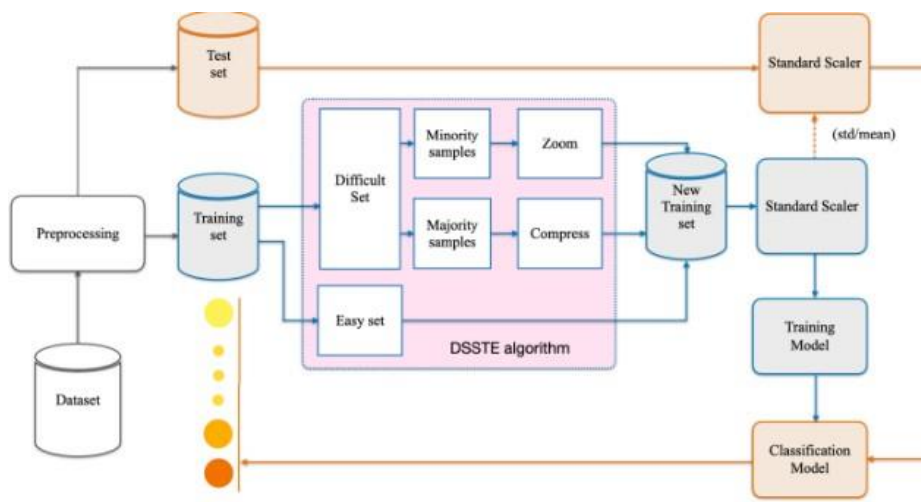 Test
set
Standard Scaler
(std/mean)
Minority
samples
Zoom
Difficult
Set
New
Training
set
Training
set
Standard Scaler
Preprocessing
Majority
samples
Compress
Easy set
DSSTE algorithm
Training
Model
Dataset
Classification
Model